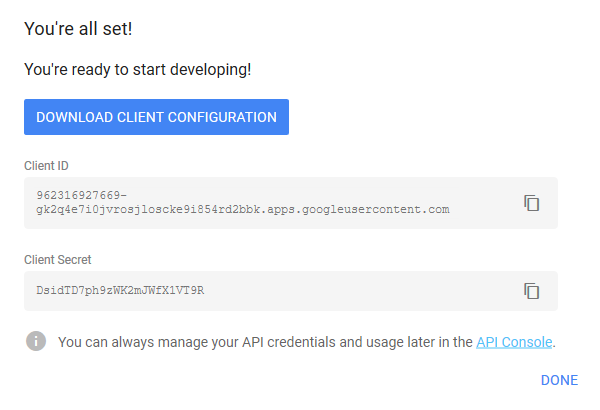 You're all set!
You're ready to start developing!
DOWNLOAD CLIENT CONFIGURATION
Client ID
962316927669-
gk2q4e7i0jvrosjloscke9i854rd2bbk.apps.googleusercontent.com
Client Secret
DsidTD7ph9zWK2mJWfX1VT9R
You can always manage your API credentials and usage later in the API Console.
DONE